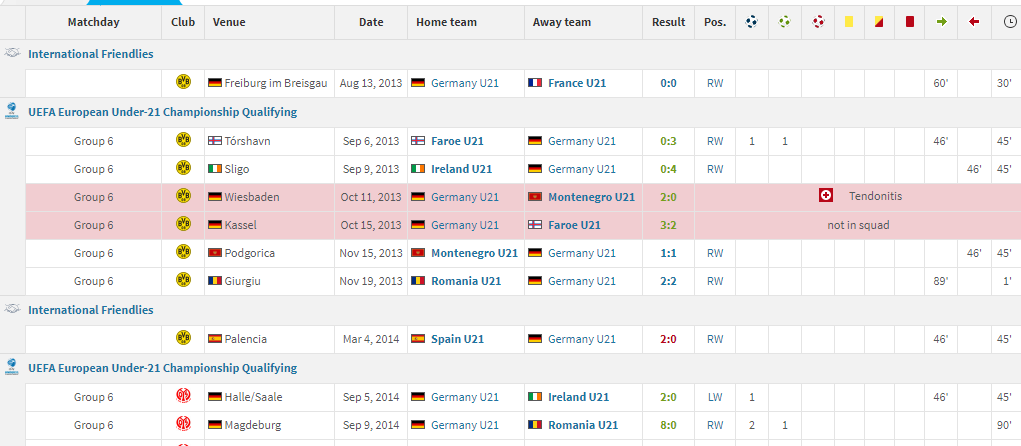 Matchday Club Venue Date Home team Away team Result Pos.
International Friendlies
Freiburg im Breisgau Aug 13, 2013 Germany U21 France U21 0:0 RW 60' 30'
UEFA European Under-21 Championship Qualifying
Group 6 Tórshavn Sep 6, 2013 Faroe U21 Germany U21 0:3 RW 1 1 46' 45'
Group 6 Sligo Sep 9, 2013 Ireland U21 Germany U21 0:4 RW 46' 45'
Group 6 Wiesbaden Oct 11, 2013 Germany U21 Montenegro U21 2:0 Tendonitis
Group 6 Kassel Oct 15, 2013 Germany U21 Faroe U21 3:2 not in squad
Group 6 Podgorica Nov 15, 2013 Montenegro U21 Germany U21 1:1 RW 46' 45'
Group 6 Giurgiu Nov 19, 2013 Romania U21 Germany U21 2:2 RW 89' 1'
International Friendlies
Palencia Mar 4, 2014 Spain U21 Germany U21 2:0 RW 46' 45'
UEFA European Under-21 Championship Qualifying
Group 6 Halle/Saale Sep 5, 2014 Germany U21 Ireland U21 2:0 LW 1 46' 45'
Group 6 Magdeburg Sep 9, 2014 Germany U21 Romania U21 8:0 RW 2 1 90'